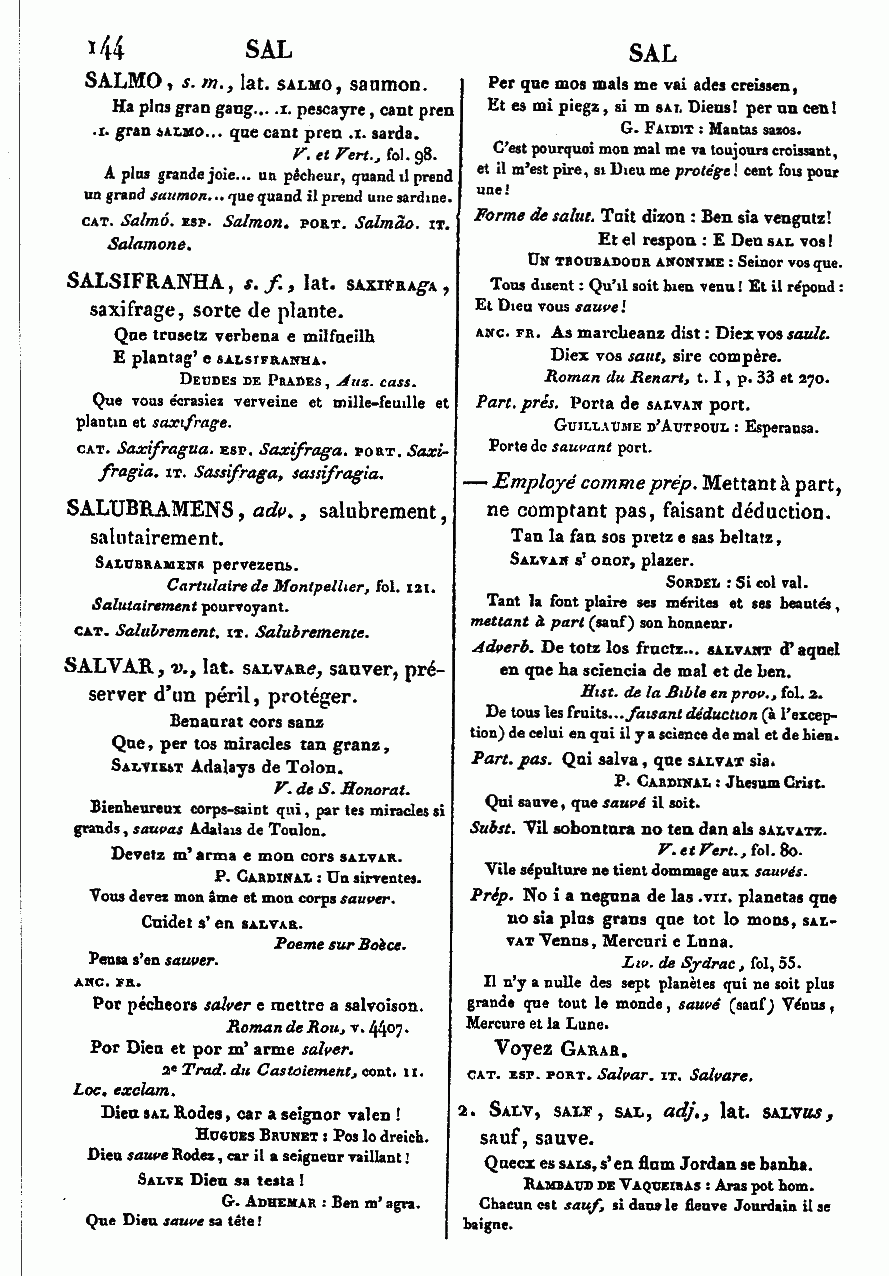 144 SAL
SALMO, s. m., lat. SALMO, saumon.
Ha plus gran gaug... .I. pescayre, cant pren
.I. gran SALMO... que cant pren .I. sarda.
V. et Vert., fol. 98.
A plus grande joie... un pêcheur, quand il prend
un grand saumon... que quand il prend une sardine.
CAT. Salmó. ESP. Salmon. PORT. Salmão. IT.
Salamone.
SALSIFRANHA, s. f., lat. SAXIFRAGA,
saxifrage, sorte de plante.
Que trusetz verbena e milfueilh
E plantag' e SALSIFRANHA.
DEUDES DE PRADES, Auz. cass.
Que vous écrasiez verveine et mille-feuille et
plantin et saxifrage.
CAT. Saxifragua. ESP. Saxifraga. PORT. Saxi-
fragia. IT. Sassifraga, sassifragia.
SALUBRAMENS, adv., salubrement,
salutairement.
SALUBRAMENS pervezens.
Cartulaire de Montpellier, fol. 121.
Salutairement pourvoyant.
CAT. Salubrement. IT. Salubremente.
SALVAR, v., lat. SALVARe, sauver, pré-
server d'un péril, protéger.
Benaurat cors sanz
Que, per tos miracles tan granz,
SALVIEST Adalays de Tolon.
V. de S. Honorat.
Bienheureux corps-saint qui, par tes miracles si
grands, sauvas Adalais de Toulon.
Devetz m'arma e mon cors SALVAR.
P. CARDINAL : Un sirventes.
Vous devez mon âme et mon corps sauver.
Cuidet s'en SALVAR.
Poeme sur Boèce.
Pensa s'en sauver.
ANC. FR.
Por pécheors salver e mettre a salvoison.
Roman de Rou, v. 4407.
Por Dieu et por m'arme salver.
2e Trad. du Castoiement, cont. 11.
Loc. exclam.
Dieu SAL Rodes, car a seignor valen !
HUGUES BRUNET : Pos lo dreich.
Dieu sauve Rodez, car il a seigneur vaillant !
SALVE Dieu sa testa !
G. ADHEMAR : Ben m'agra.
Que Dieu sauve sa tête !
SAL
Per que mos mals me vai ades creissen,
Et es mi piegz, si m SAL Dieus ! per un cen !
G. FAIDIT : Mantas sazos.
C'est pourquoi mon mal me va toujours croissant,
et il m'est pire, si Dieu me protége ! cent fois pour
une !
Forme de salut. Tuit dizon : Ben sia vengutz !
Et el respon : E Deu SAL vos !
UN TROUBADOUR ANONYME : Seinor vos que.
Tous disent : Qu'il soit bien venu ! Et il répond :
Et Dieu vous sauve !
ANC. FR. As marcheanz dist : Diex vos sault.
Diex vos saut, sire compère.
Roman du Renart, t. I, p. 33 et 270.
Part. prés. Porta de SALVAN port.
GUILLAUME D'AUTPOUL : Esperansa.
Porte de sauvant port.
— Employé comme prép. Mettant à part,
ne comptant pas, faisant déduction.
Tan la fan sos pretz e sas beltatz,
SALVAN s'onor, plazer.
SORDEL : Si col val.
Tant la font plaire ses mérites et ses beautés,
mettant à part (sauf) son honneur.
Adverb. De totz los fructz... SALVANT d'aquel
en que ha sciencia de mal et de ben.
Hist. de la Bible en prov., fol. 2.
De tous les fruits... faisant déduction (à l'excep-
tion) de celui en qui il y a science de mal et de bien.
Part. pas. Qui salva, que SALVAT sia.
P. CARDINAL : Jhesum Crist.
Qui sauve, que sauvé il soit.
Subst. Vil sobontura no ten dan als SALVATZ.
V. et Vert., fol. 80.
Vile sépulture ne tient dommage aux sauvés.
Prép. No i a neguna de las .VII. planetas que
no sia plus grans que tot lo mons, SAL-
VAT Venus, Mercuri e Luna.
Liv. de Sydrac, fol, 55.
Il n'y a nulle des sept planètes qui ne soit plus
grande que tout le monde, sauvé (sauf) Vénus,
Mercure et la Lune.
Voyez GARAR.
CAT. ESP. PORT. Salvar. IT. Salvare.
2. SALV, SALF, SAL, adj., lat. SALVus,
sauf, sauve.
Quecx es SALS, s'en flum Jordan se banha.
RAMBAUD DE VAQUEIRAS : Aras pot hom.
Chacun est sauf, si dans le fleuve Jourdain il se
baigne.